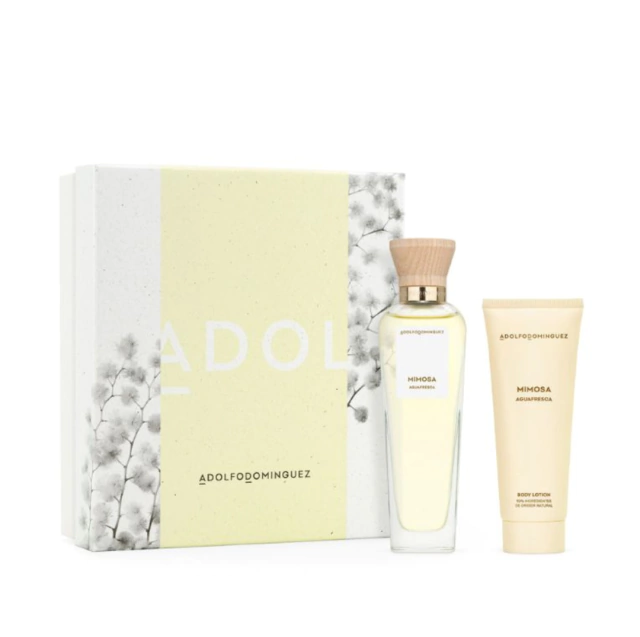 ADOL
ADOLFODOMINGUEZ
ADOLFODOMINGUEZ
MIMOSA
AGUAFRESCA
ADOLFODOMINGUEZ
MIMOSA
AGUAFRESCA
BODY LOTION